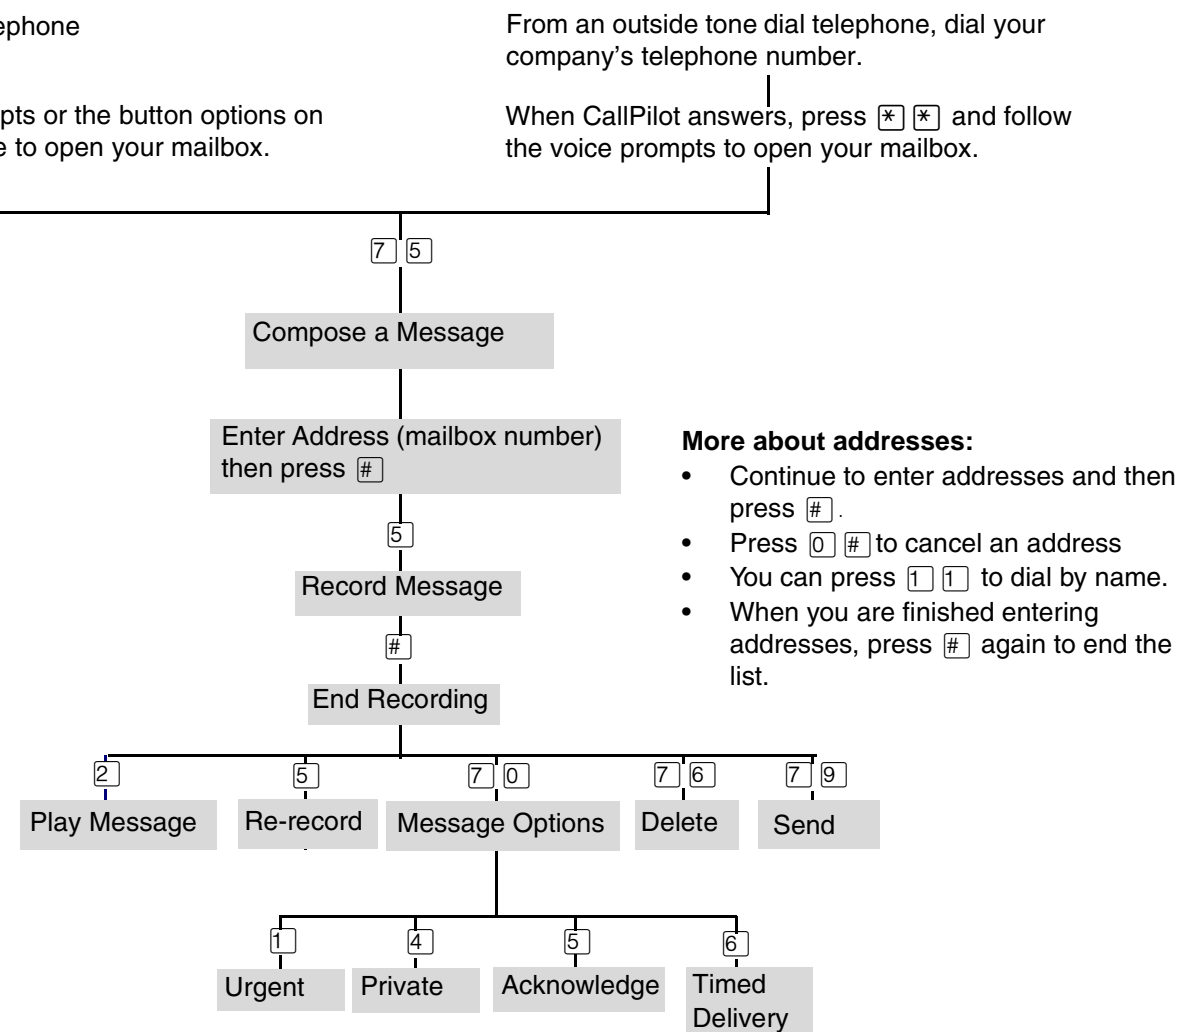 ephone
pts or the button options on
e to open your mailbox.
From an outside tone dial telephone, dial your
company's telephone number.
When CallPilot answers, press * * and follow
the voice prompts to open your mailbox.
7 5
Compose a Message
Enter Address (mailbox number)
then press #
5
Record Message
#
End Recording
More about addresses:
• Continue to enter addresses and then
press # .
• Press 0 # to cancel an address
• You can press 1 1 to dial by name.
• When you are finished entering
addresses, press # again to end the
list.
2 5 7 0 7 6 7 9
Play Message Re-record Message Options Delete Send
1 4 5 6
Urgent Private Acknowledge Timed
Delivery